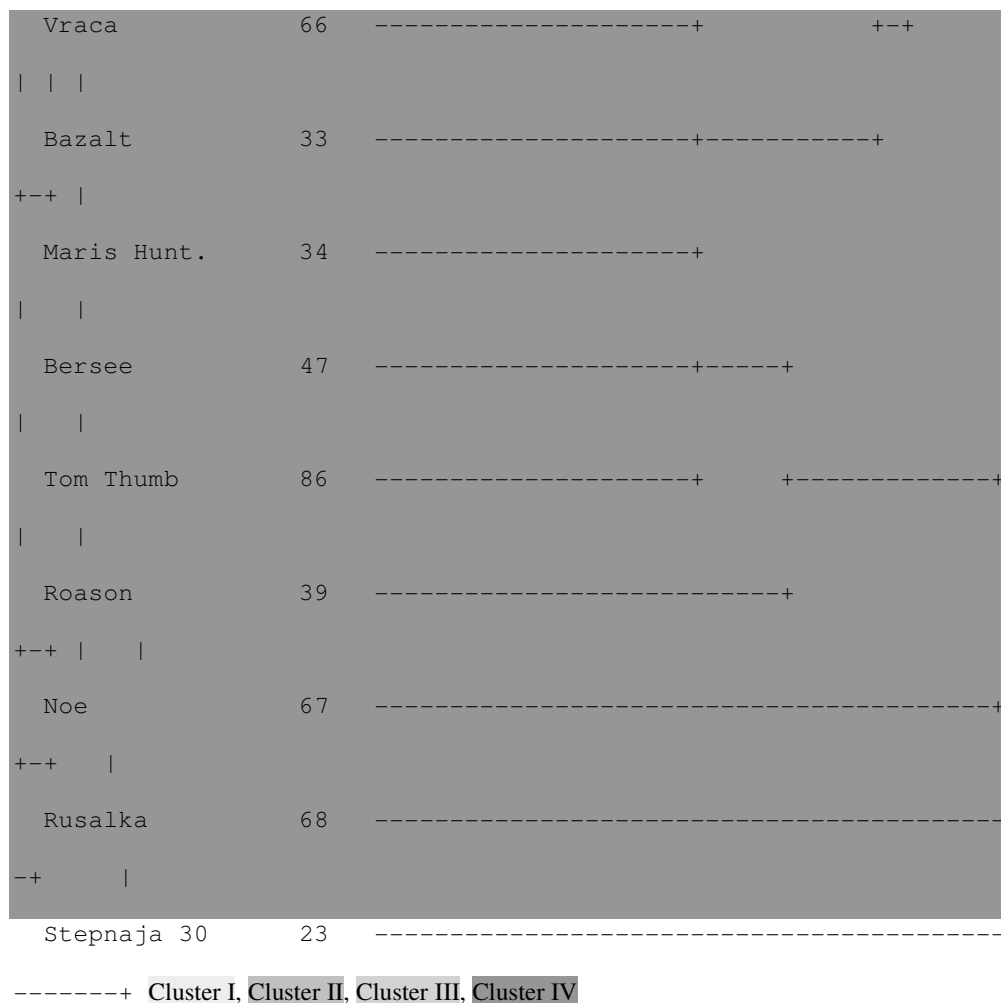 Vraca 66 ---------------------+ +-+
| | |
Bazalt 33 ---------------------+-----------+
+-+ |
Maris Hunt. 34 ---------------------+
| |
Bersee 47 ---------------------+-----+
| |
Tom Thumb 86 ---------------------+ +-------------+
| |
Roason 39 ---------------------------+
+-+ | |
Noe 67 -----------------------------------------+
+-+ |
Rusalka 68 ------------------------------------------
-+ |
Stepnaja 30 23 ------------------------------------------
-------+ Cluster I, Cluster II, Cluster III, Cluster IV